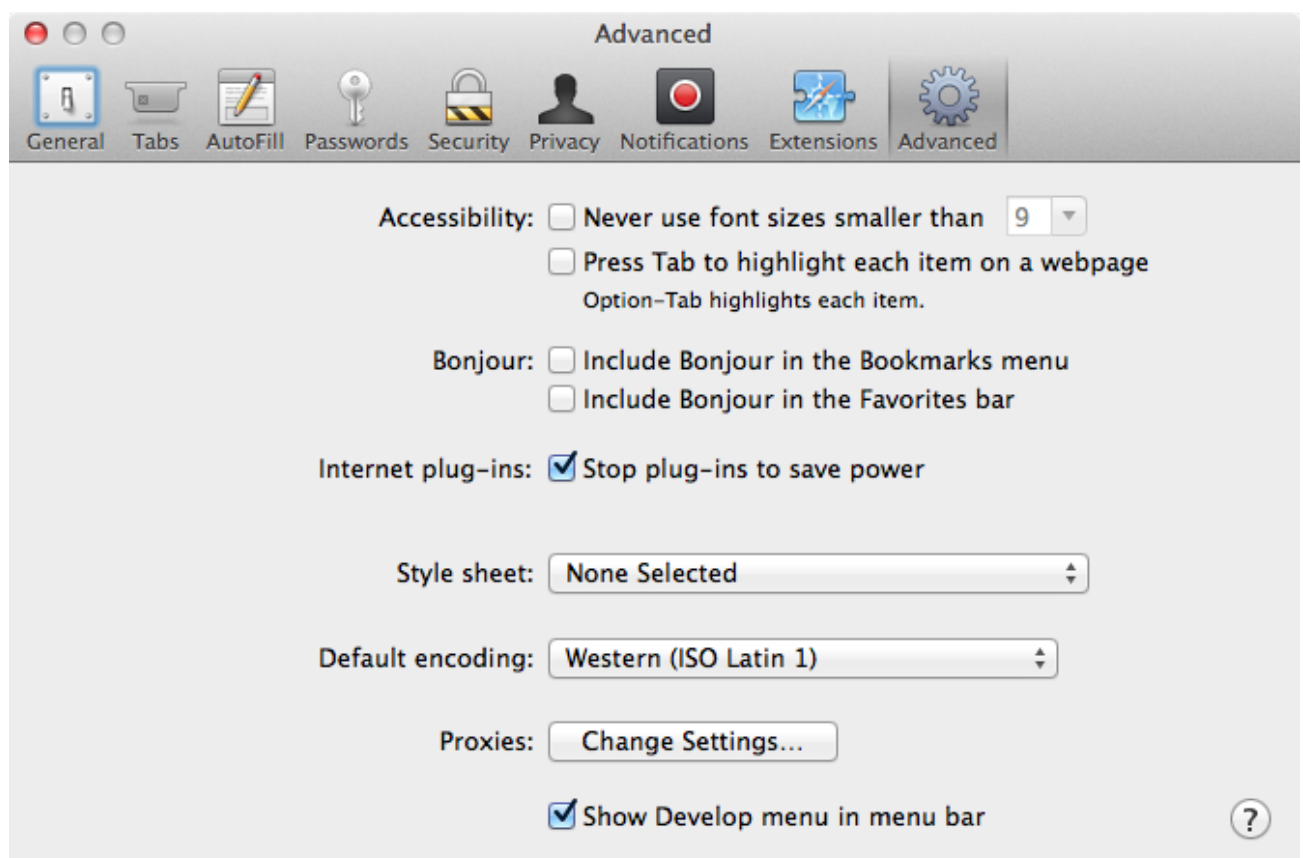 Advanced
General Tabs AutoFill Passwords Security Privacy Notifications Extensions Advanced
Accessibility: Never use font sizes smaller than 9
Press Tab to highlight each item on a webpage
Option-Tab highlights each item.
Bonjour: Include Bonjour in the Bookmarks menu
Include Bonjour in the Favorites bar
Internet plug-ins: Stop plug-ins to save power
Style sheet: None Selected
Default encoding: Western (ISO Latin 1)
Proxies: Change Settings...
Show Develop menu in menu bar ?